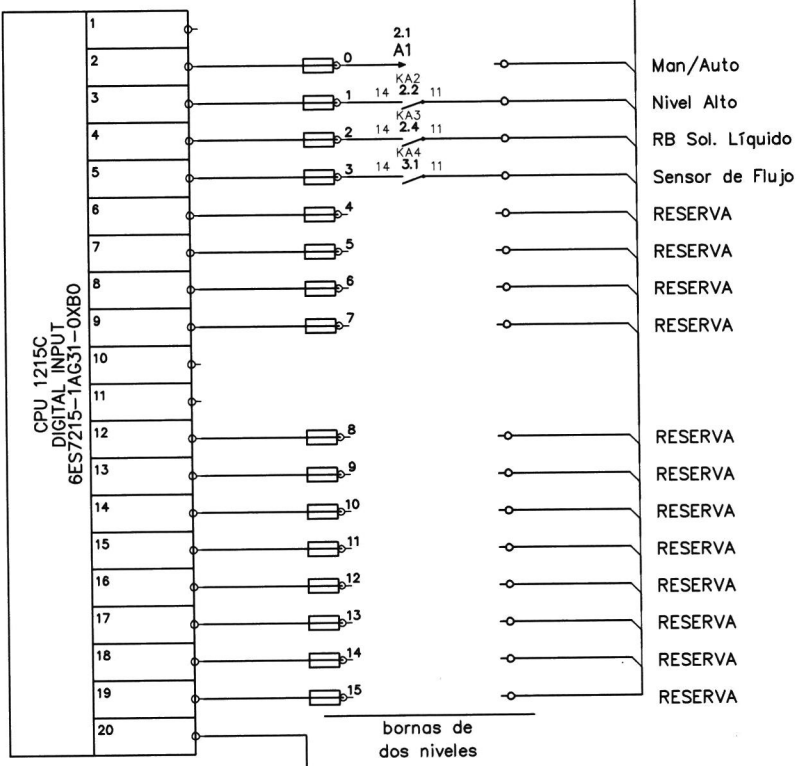 CPU 1215C
DIGITAL INPUT
6ES7215-1AG31-0XB0
1
2.1
A1
2 0 Man/Auto
KA2
3 1 14 2.2 11 Nivel Alto
KA3
4 2 14 2.4 11 RB Sol. Líquido
KA4
5 3 14 3.1 11 Sensor de Flujo
6 4 RESERVA
7 5 RESERVA
8 6 RESERVA
9 7 RESERVA
10
11
12 8 RESERVA
13 9 RESERVA
14 10 RESERVA
15 11 RESERVA
16 12 RESERVA
17 13 RESERVA
18 14 RESERVA
19 15 RESERVA
20
bornas de
dos niveles